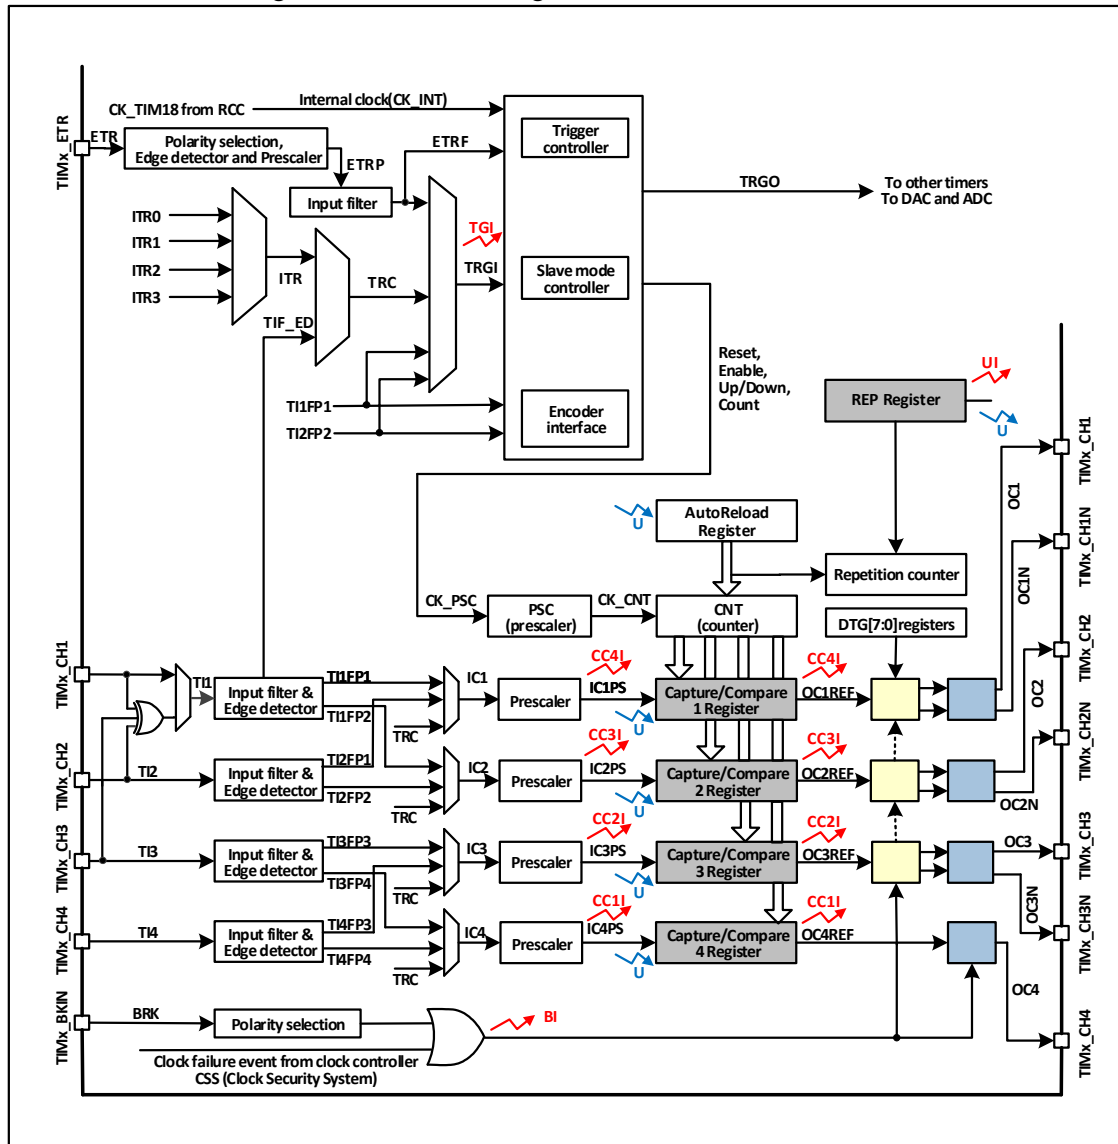 CK_TIM18 from RCC
Internal clock(CK_INT)
TIMx_ETR
ETR
Polarity selection,
Edge detector and Prescaler
ETRP
ETRF
Input filter
Trigger
controller
TRGO
To other timers
To DAC and ADC
ITR0
ITR1
ITR2
ITR3
ITR
TRC
TGI
TRGI
Slave mode
controller
TIF_ED
Reset,
Enable,
Up/Down,
Count
TI1FP1
TI2FP2
Encoder
interface
UI
REP Register
U
TIMx_CH1
OC1
U
AutoReload
Register
TIMx_CH1N
OC1N
Repetition counter
CK_PSC
PSC
(prescaler)
CK_CNT
CNT
(counter)
DTG[7:0]registers
TIMx_CH1
TI1
Input filter &
Edge detector
TI1FP1
TI1FP2
TRC
IC1
Prescaler
CC4I
IC1PS
U
Capture/Compare
1 Register
CC4I
OC1REF
OC2
TIMx_CH2
TIMx_CH2
TI2
Input filter &
Edge detector
TI2FP1
TI2FP2
TRC
IC2
Prescaler
CC3I
IC2PS
U
Capture/Compare
2 Register
CC3I
OC2REF
OC2N
TIMx_CH2N
TIMx_CH3
TI3
Input filter &
Edge detector
TI3FP3
TI3FP4
TRC
IC3
Prescaler
CC2I
IC3PS
U
Capture/Compare
3 Register
CC2I
OC3REF
OC3
TIMx_CH3
OC3N
TIMx_CH3N
TIMx_CH4
TI4
Input filter &
Edge detector
TI4FP3
TI4FP4
TRC
IC4
Prescaler
CC1I
IC4PS
U
Capture/Compare
4 Register
CC1I
OC4REF
OC4
TIMx_CH4
TIMx_BKIN
BRK
Polarity selection
BI
Clock failure event from clock controller
CSS (Clock Security System)